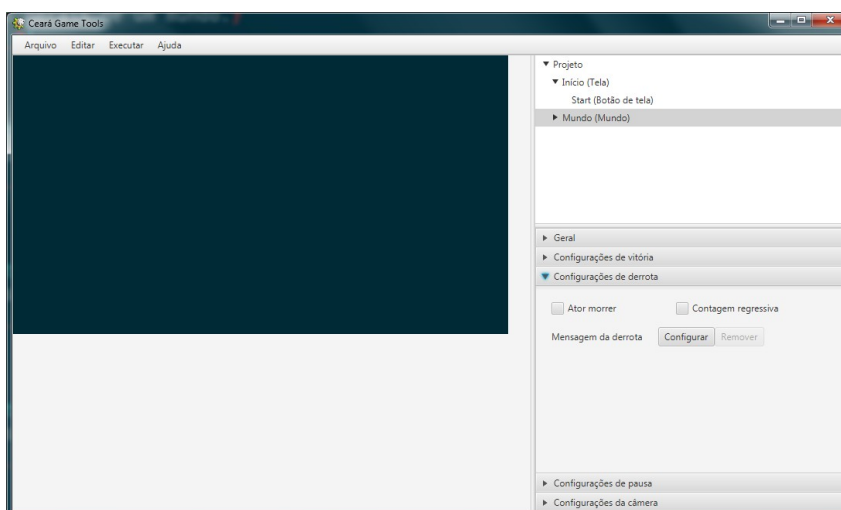 Ceará Game Tools
Arquivo Editar Executar Ajuda
Projeto
Início (Tela)
Start (Botão de tela)
Mundo (Mundo)
Geral
Configurações de vitória
Configurações de derrota
Ator morrer Contagem regressiva
Mensagem da derrota Configurar Remover
Configurações de pausa
Configurações da câmera